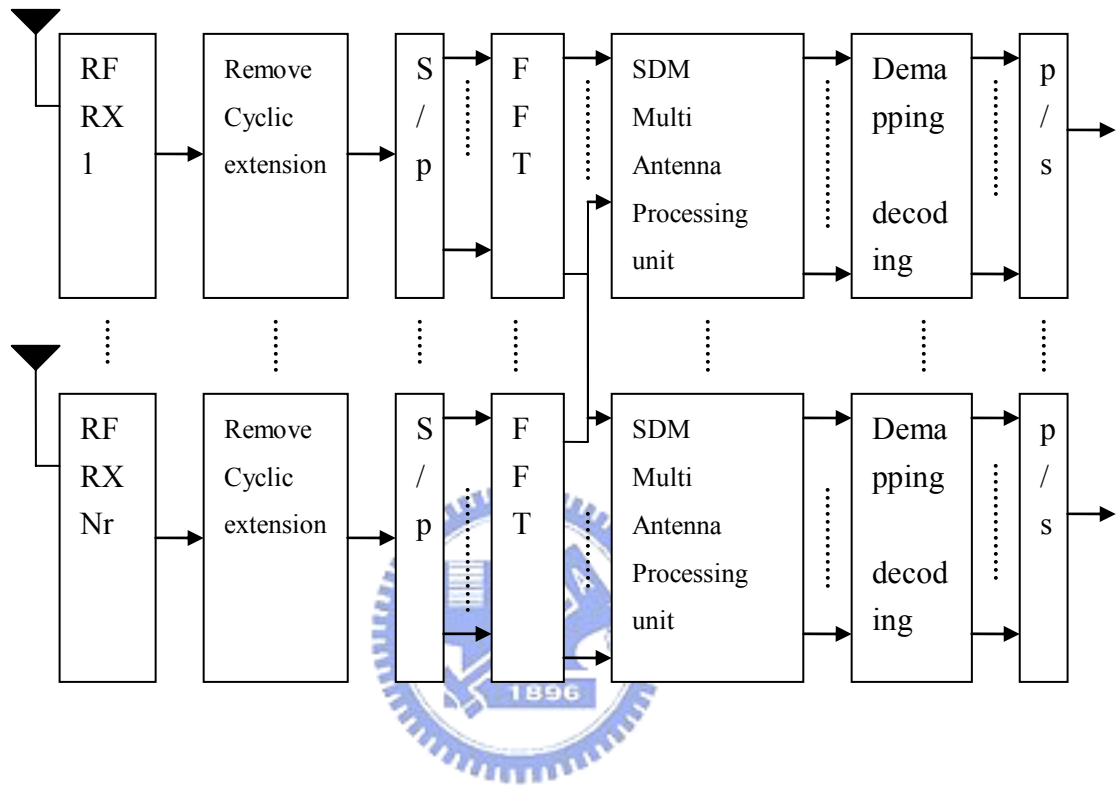 RF
RX
1
Remove
Cyclic
extension
S
/
p
F
F
T
SDM
Multi
Antenna
Processing
unit
Dema
pping
decod
ing
p
/
s
RF
RX
Nr
Remove
Cyclic
extension
S
/
p
F
F
T
SDM
Multi
Antenna
Processing
unit
Dema
pping
decod
ing
p
/
s
1896